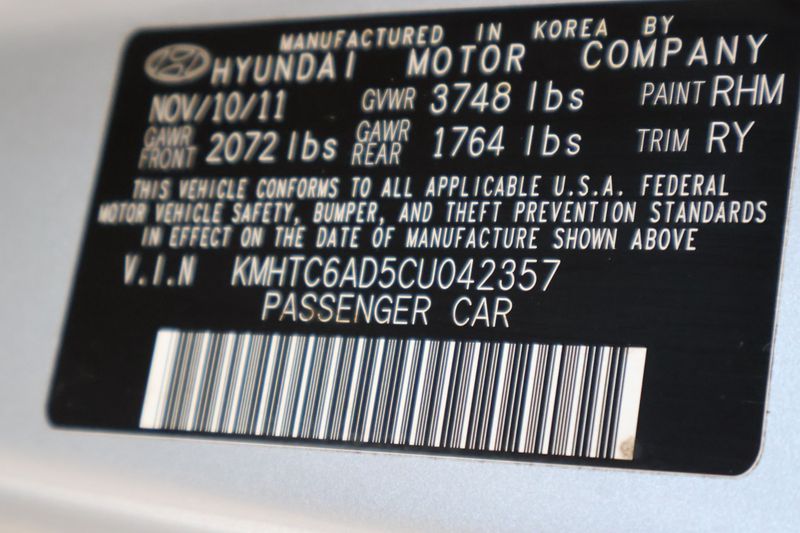 MANUFACTURED IN KOREA BY
HYUNDAI MOTOR COMPANY
NOV/10/11 GVWR 3748 lbs PAINT RHM
GAWR FRONT 2072 lbs GAWR REAR 1764 lbs TRIM RY
THIS VEHICLE CONFORMS TO ALL APPLICABLE U.S.A. FEDERAL
MOTOR VEHICLE SAFETY, BUMPER, AND THEFT PREVENTION STANDARDS
IN EFFECT ON THE DATE OF MANUFACTURE SHOWN ABOVE
V.I.N KMHTC6AD5CU042357
PASSENGER CAR